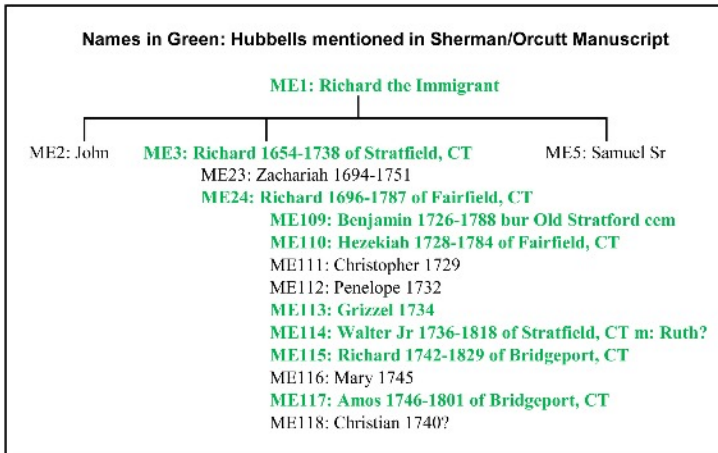 Names in Green: Hubbells mentioned in Sherman/Orcutt Manuscript
ME1: Richard the Immigrant
ME2: John ME3: Richard 1654-1738 of Stratfield, CT ME5: Samuel Sr
ME23: Zachariah 1694-1751
ME24: Richard 1696-1787 of Fairfield, CT
ME109: Benjamin 1726-1788 bur Old Stratford cem
ME110: Hezekiah 1728-1784 of Fairfield, CT
ME111: Christopher 1729
ME112: Penelope 1732
ME113: Grizzel 1734
ME114: Walter Jr 1736-1818 of Stratfield, CT m: Ruth?
ME115: Richard 1742-1829 of Bridgeport, CT
ME116: Mary 1745
ME117: Amos 1746-1801 of Bridgeport, CT
ME118: Christian 1740?